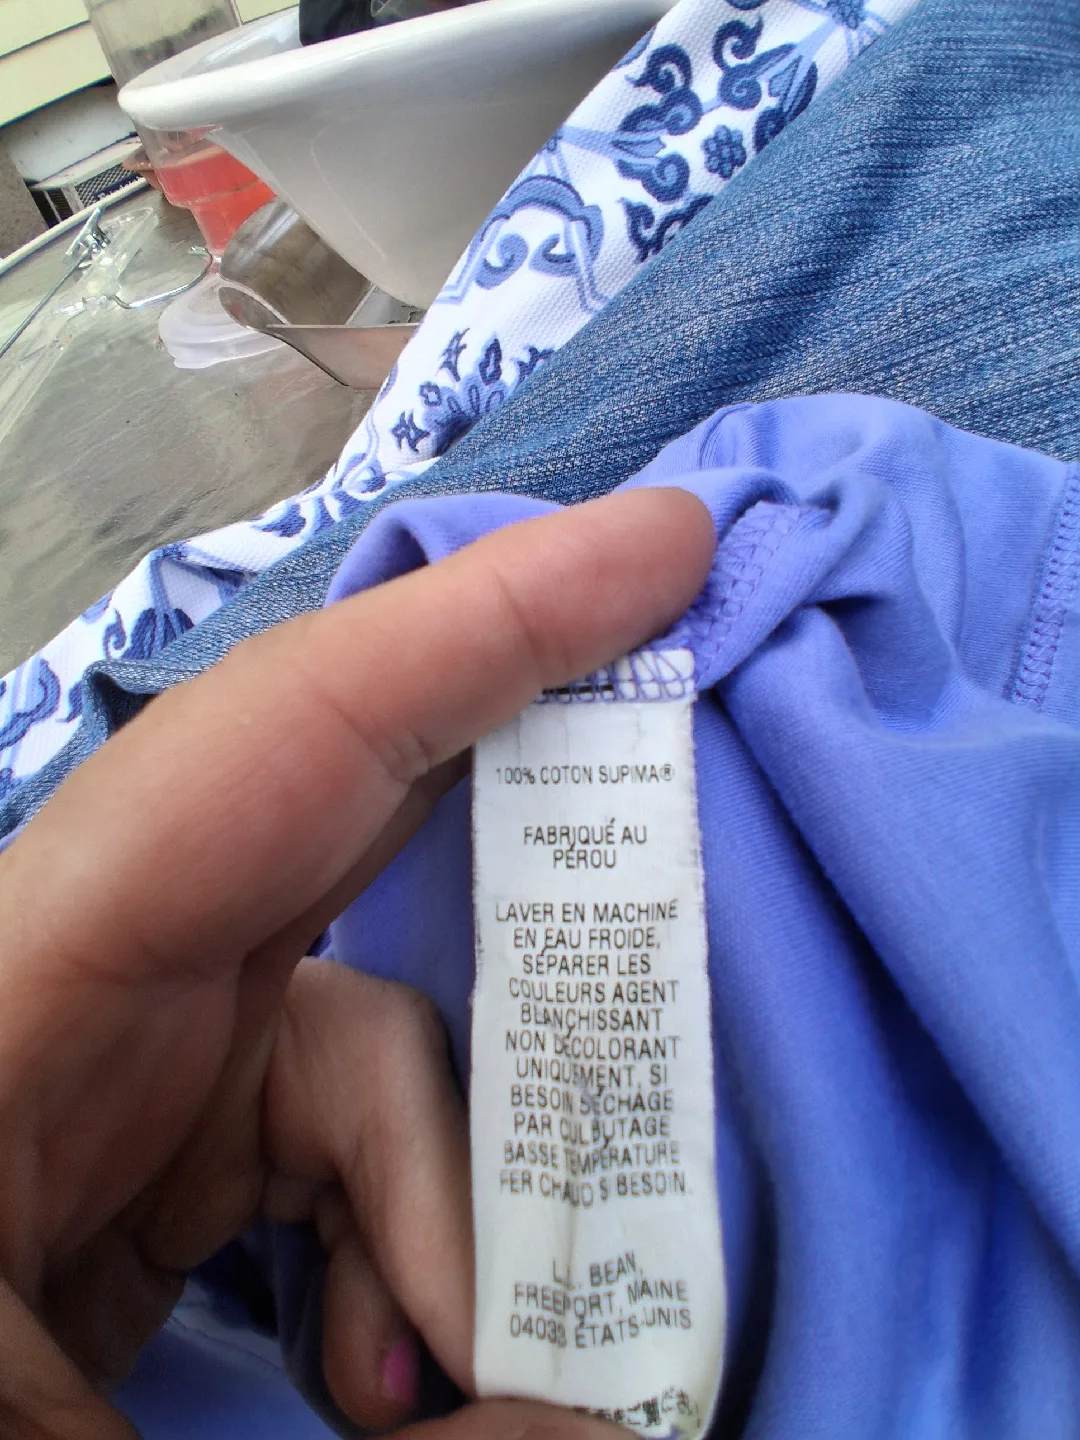 100% COTON SUPIMA®
FABRIQUÉ AU
PÉROU
LAVER EN MACHINE
EN EAU FROIDE,
SÉPARER LES
COULEURS AGENT
BLANCHISSANT
NON DÉCOLORANT
UNIQUEMENT, SI
BESOIN SÉCHAGE
PAR CULBUTAGE
BASSE TEMPÉRATURE
FER CHAUD SI BESOIN.
L.L. BEAN,
FREEPORT, MAINE
04033 ÉTATS-UNIS